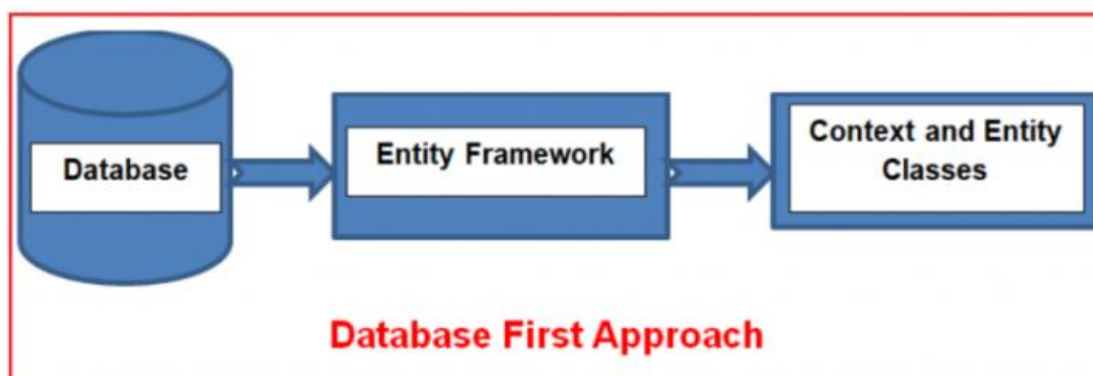 Database
Entity Framework
Context and Entity
Classes
Database First Approach